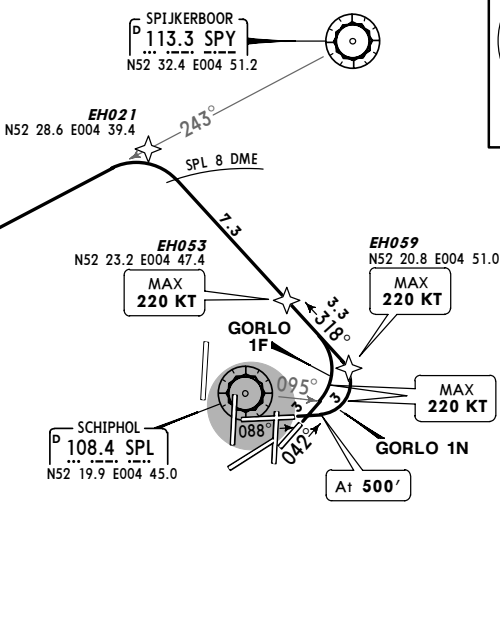 SPIJKERBOOR
D 113.3 SPY
N52 32.4 E004 51.2
EH021
N52 28.6 E004 39.4
243°
SPL 8 DME
7.3
EH053
N52 23.2 E004 47.4
MAX
220 KT
EH059
N52 20.8 E004 51.0
MAX
220 KT
3.3
318°
GORLO
1F
095°
MAX
220 KT
3
3
088°
042°
SCHIPHOL
D 108.4 SPL
N52 19.9 E004 45.0
GORLO 1N
At 500'